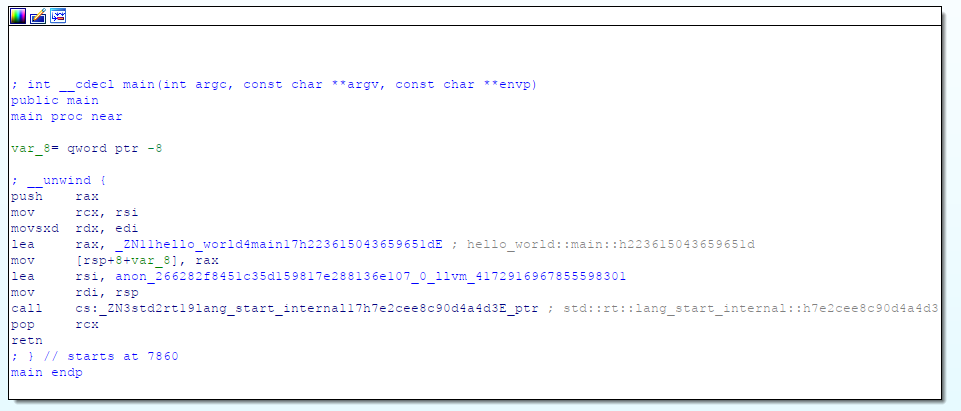 ; int __cdecl main(int argc, const char **argv, const char **envp)
public main
main proc near
var_8= qword ptr -8
; __unwind {
push rax
mov rcx, rsi
movsxd rdx, edi
lea rax, _ZN11hello_world4main17h223615043659651dE ; hello_world::main::h223615043659651d
mov [rsp+8+var_8], rax
lea rsi, anon_266282f8451c35d159817e288136e107_0_llvm_4172916967855598301
mov rdi, rsp
call cs:_ZN3std2rt19lang_start_internal17h7e2cee8c90d4a4d3E_ptr ; std::rt::lang_start_internal::h7e2cee8c90d4a4d3
pop rcx
retn
; } // starts at 7860
main endp